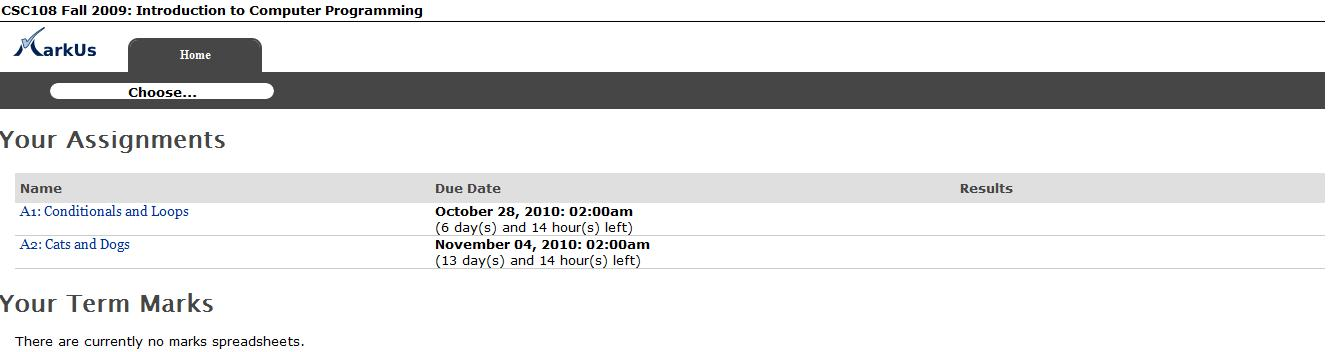 CSC108 Fall 2009: Introduction to Computer Programming
MarkUs
Home
Choose...
Your Assignments
Name Due Date Results
A1: Conditionals and Loops October 28, 2010: 02:00am
(6 day(s) and 14 hour(s) left)
A2: Cats and Dogs November 04, 2010: 02:00am
(13 day(s) and 14 hour(s) left)
Your Term Marks
There are currently no marks spreadsheets.